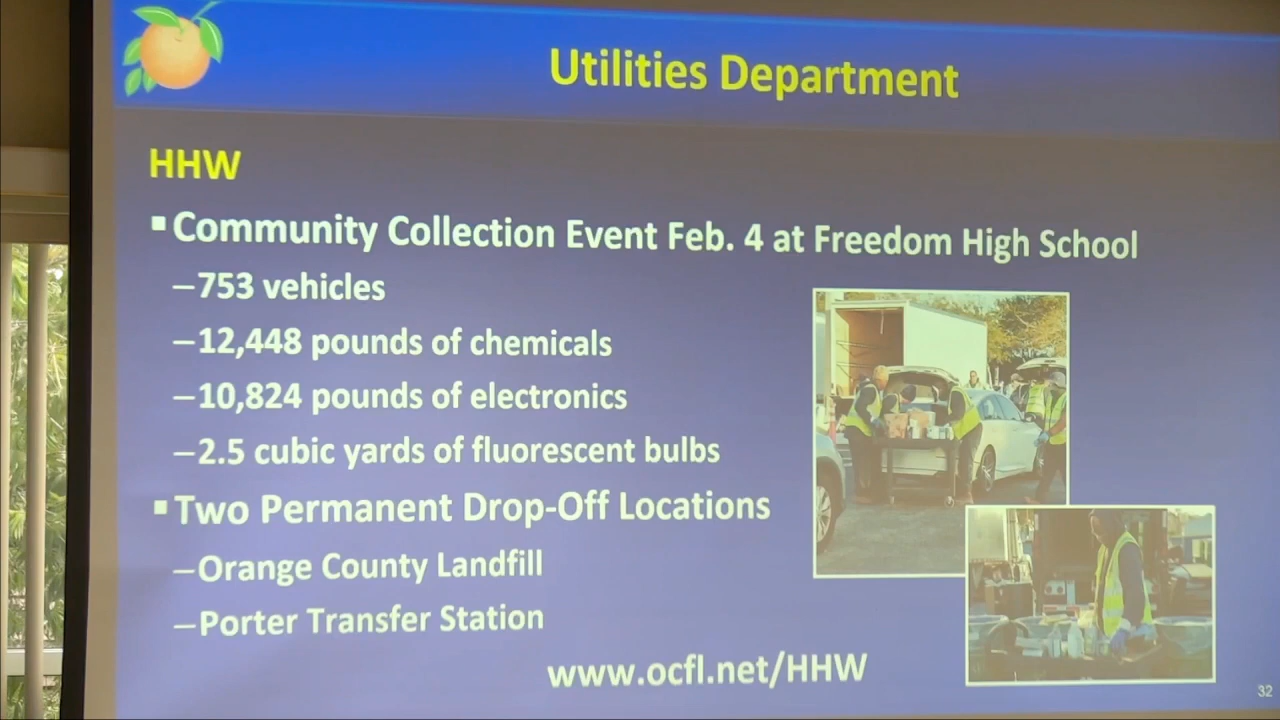 Utilities Department
HHW
▪Community Collection Event Feb. 4 at Freedom High School
–753 vehicles
–12,448 pounds of chemicals
–10,824 pounds of electronics
–2.5 cubic yards of fluorescent bulbs
▪Two Permanent Drop-Off Locations
–Orange County Landfill
–Porter Transfer Station
www.ocfl.net/HHW
32